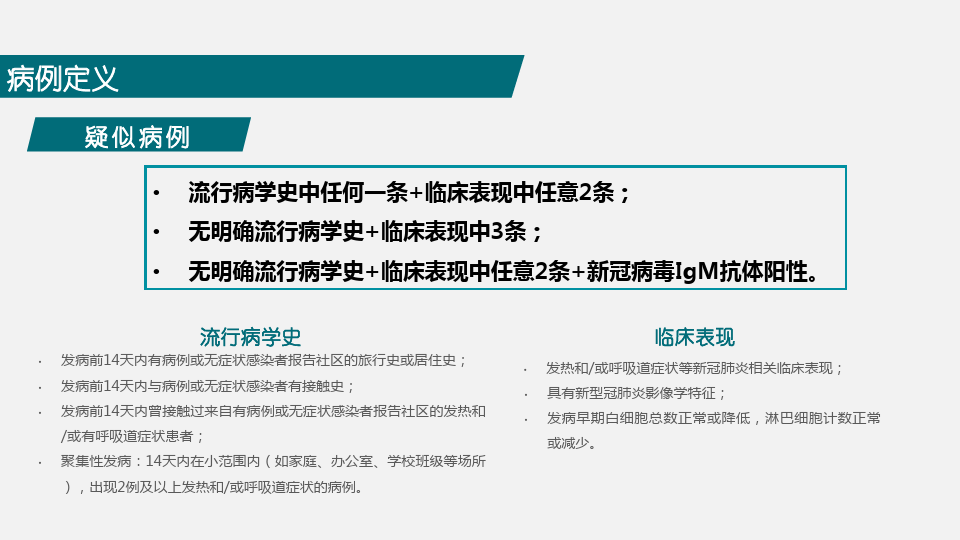 病例定义
疑似病例
• 流行病学史中任何一条+临床表现中任意2条；
• 无明确流行病学史+临床表现中3条；
• 无明确流行病学史+临床表现中任意2条+新冠病毒IgM抗体阳性。
流行病学史
• 发病前14天内有病例或无症状感染者报告社区的旅行史或居住史；
• 发病前14天内与病例或无症状感染者有接触史；
• 发病前14天内曾接触过来自有病例或无症状感染者报告社区的发热和
/或有呼吸道症状患者；
• 聚集性发病：14天内在小范围内（如家庭、办公室、学校班级等场所
），出现2例及以上发热和/或呼吸道症状的病例。
临床表现
• 发热和/或呼吸道症状等新冠肺炎相关临床表现；
• 具有新型冠肺炎影像学特征；
• 发病早期白细胞总数正常或降低，淋巴细胞计数正常
或减少。